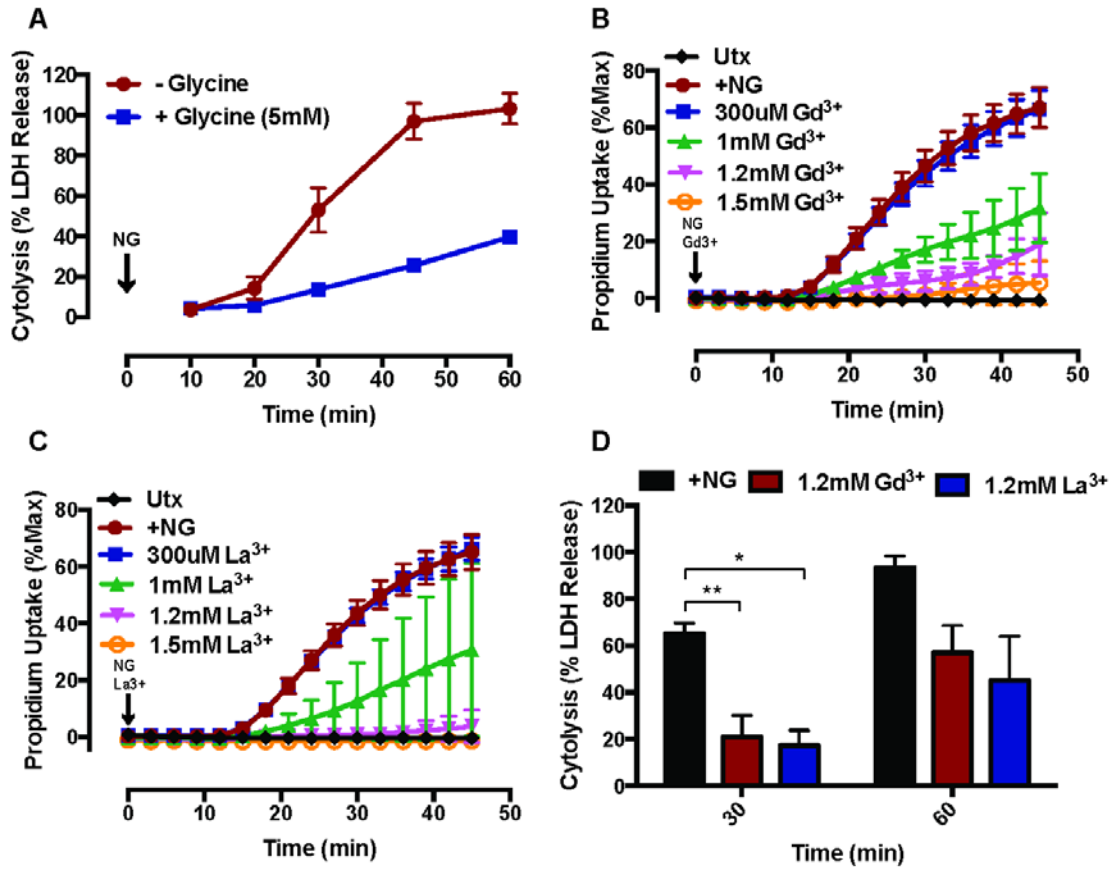 A
Cytolysis (% LDH Release)
120
100
80
60
40
20
0
- Glycine
+ Glycine (5mM)
NG
0
10
20
30
40
50
60
Time (min)
B
Propidium Uptake (%Max)
80
60
40
20
0
Utx
+NG
300uM Gd³⁺
1mM Gd³⁺
1.2mM Gd³⁺
1.5mM Gd³⁺
NG
Gd3+
0
10
20
30
40
50
Time (min)
C
Propidium Uptake (%Max)
80
60
40
20
0
Utx
+NG
300uM La³⁺
1mM La³⁺
1.2mM La³⁺
1.5mM La³⁺
NG
La3+
0
10
20
30
40
50
Time (min)
D
+NG
1.2mM Gd³⁺
1.2mM La³⁺
Cytolysis (% LDH Release)
120
100
80
60
40
20
0
*
**
30
60
Time (min)